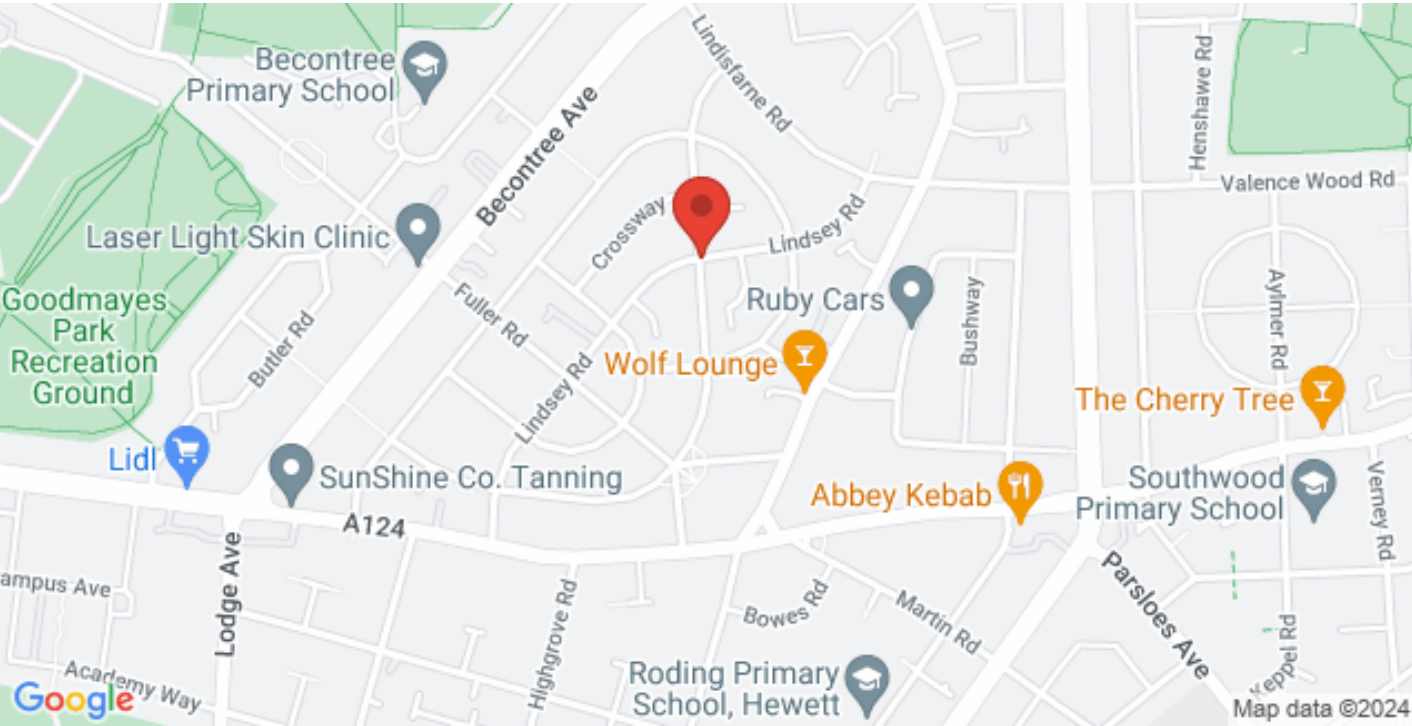 Lindisfarne Rd
Becontree
Primary School
Henshawe Rd
Becontree Ave
Valence Wood Rd
Crossway
Lindsey Rd
Laser Light Skin Clinic
Goodmayes
Park
Recreation
Ground
Ruby Cars
Aylmer Rd
Fuller Rd
Bushway
Butler Rd
Wolf Lounge
Lindsey Rd
The Cherry Tree
Lidl
SunShine Co. Tanning
Abbey Kebab
Southwood
Primary School
Verney Rd
A124
Lodge Ave
ampus Ave
Highgrove Rd
Bowes Rd
Martin Rd
Parsloes Ave
Keppel Rd
Academy Way
Roding Primary
School, Hewett
Google
Map data ©2024